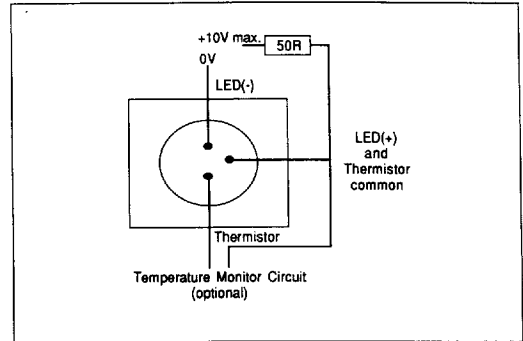 +10V max.
50R
0V
LED(-)
LED(+)
and
Thermistor
common
Thermistor
Temperature Monitor Circuit
(optional)